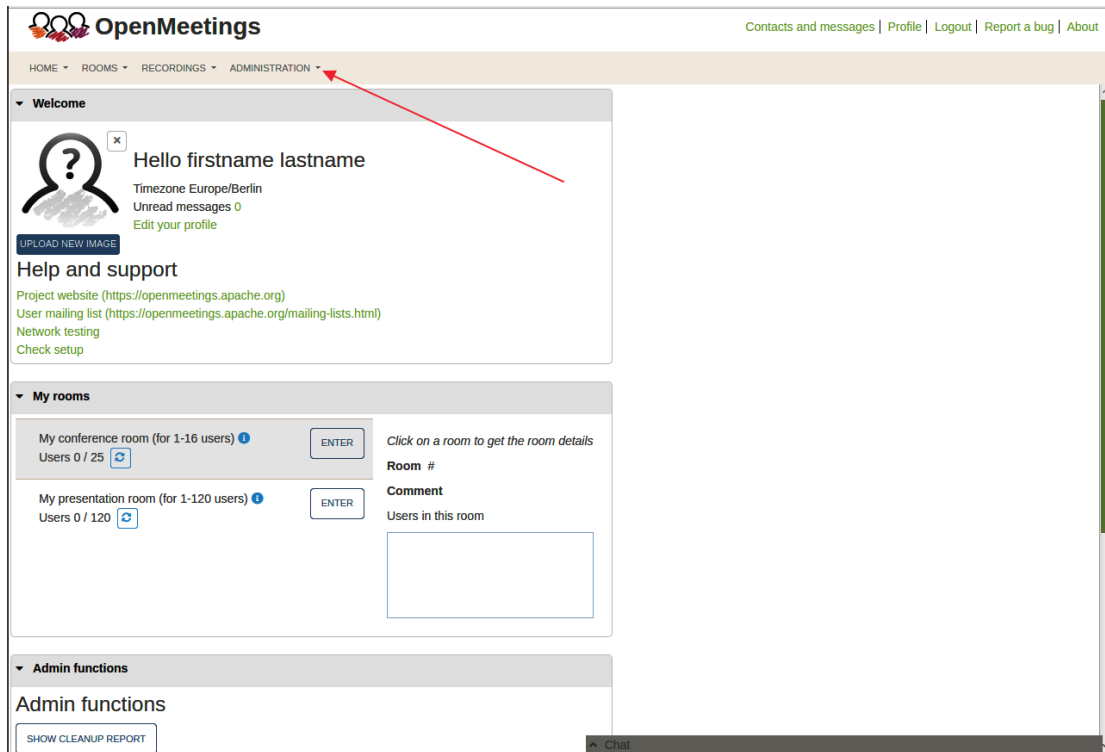 OpenMeetings
Contacts and messages | Profile | Logout | Report a bug | About
HOME ROOMS RECORDINGS ADMINISTRATION
Welcome
?
Hello firstname lastname
Timezone Europe/Berlin
Unread messages 0
Edit your profile
UPLOAD NEW IMAGE
Help and support
Project website (https://openmeetings.apache.org)
User mailing list (https://openmeetings.apache.org/mailing-lists.html)
Network testing
Check setup
My rooms
My conference room (for 1-16 users)
Users 0 / 25
ENTER
My presentation room (for 1-120 users)
Users 0 / 120
ENTER
Click on a room to get the room details
Room #
Comment
Users in this room
Admin functions
Admin functions
SHOW CLEANUP REPORT
Chat